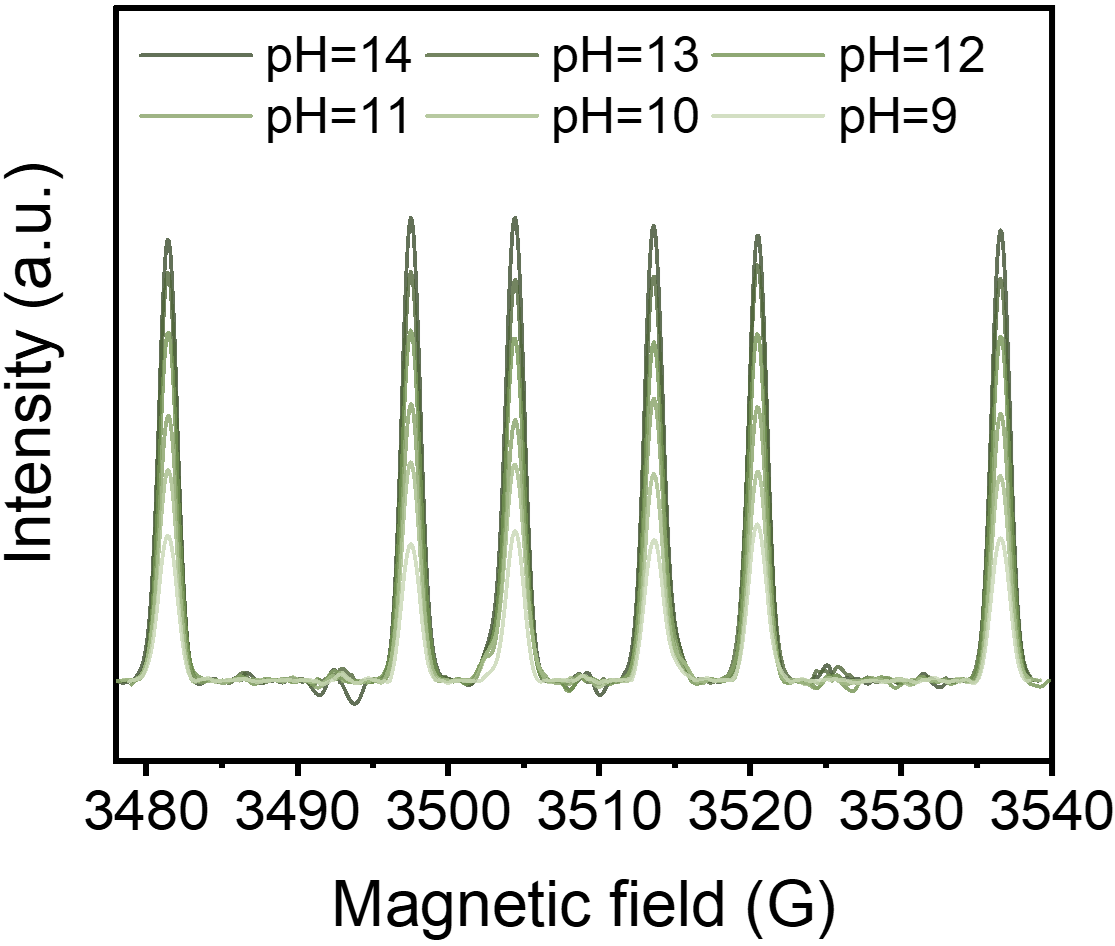 pH=14 pH=13 pH=12
pH=11 pH=10 pH=9
Intensity (a.u.)
3480 3490 3500 3510 3520 3530 3540
Magnetic field (G)